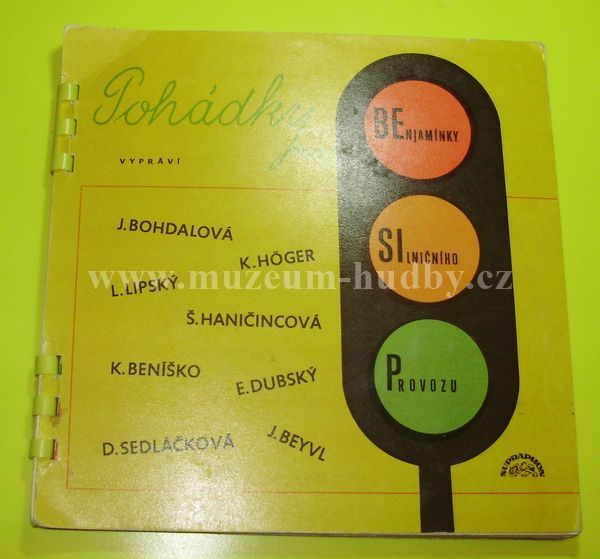 Pohádky
pro
VYPRÁVÍ
BENJAMÍNKY
SILNIČNÍHO
PROVOZU
J.BOHDALOVÁ
K.HÖGER
L.LIPSKÝ
Š.HANIČINCOVÁ
K.BENÍŠKO
E.DUBSKÝ
D.SEDLÁČKOVÁ
J.BEYVL
SUPRAPHON
www.muzeum-hudby.cz